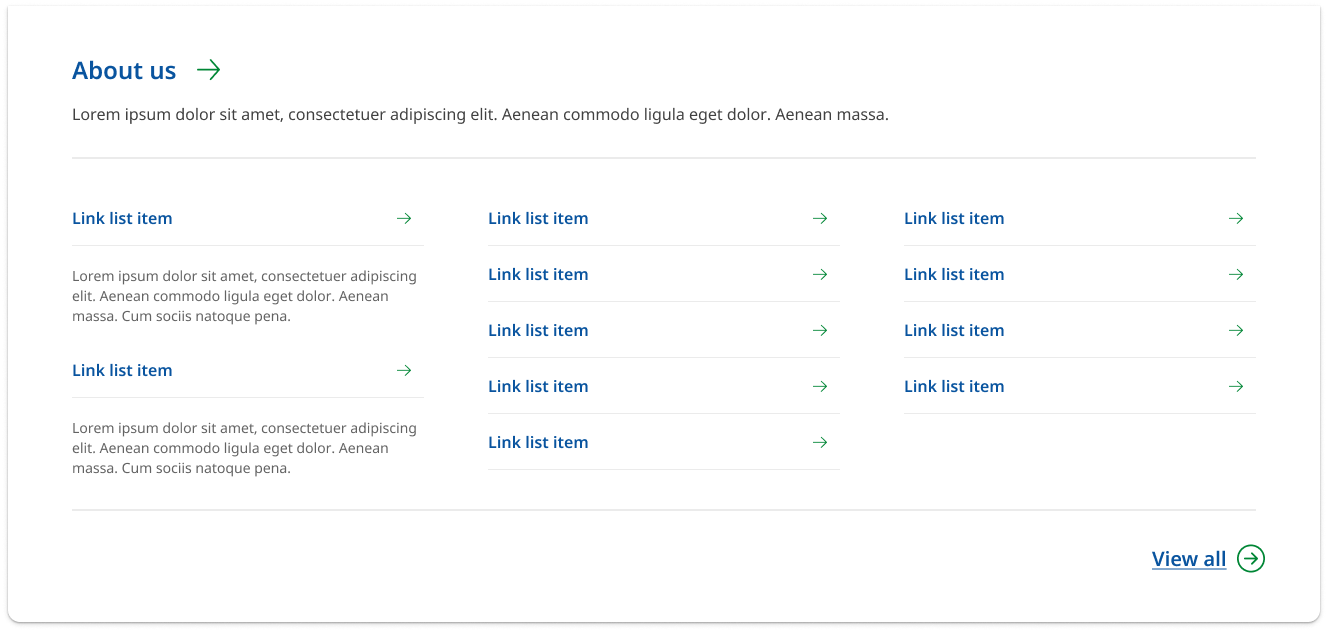 About us
Lorem ipsum dolor sit amet, consectetuer adipiscing elit. Aenean commodo ligula eget dolor. Aenean massa.
Link list item
Lorem ipsum dolor sit amet, consectetuer adipiscing
elit. Aenean commodo ligula eget dolor. Aenean
massa. Cum sociis natoque pena.
Link list item
Lorem ipsum dolor sit amet, consectetuer adipiscing
elit. Aenean commodo ligula eget dolor. Aenean
massa. Cum sociis natoque pena.
Link list item
Link list item
Link list item
Link list item
Link list item
Link list item
Link list item
Link list item
Link list item
View all